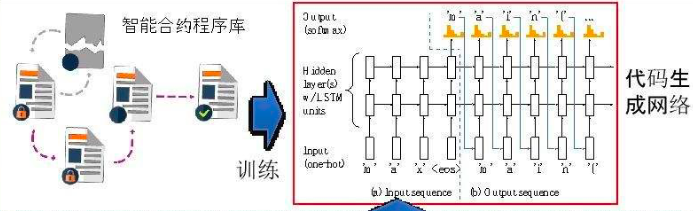 智能合约程序库
训练
Output
(softmax)
'm' 'a' 'i' 'n' '(' ...
Hidden
layer(s)
w/LSTM
units
Input
(one-hot)
'm' 'a' 'x' <eos> 'm' 'a' 'i' 'n' '('
(a) Input sequence (b) Output sequence
代码生
成网络